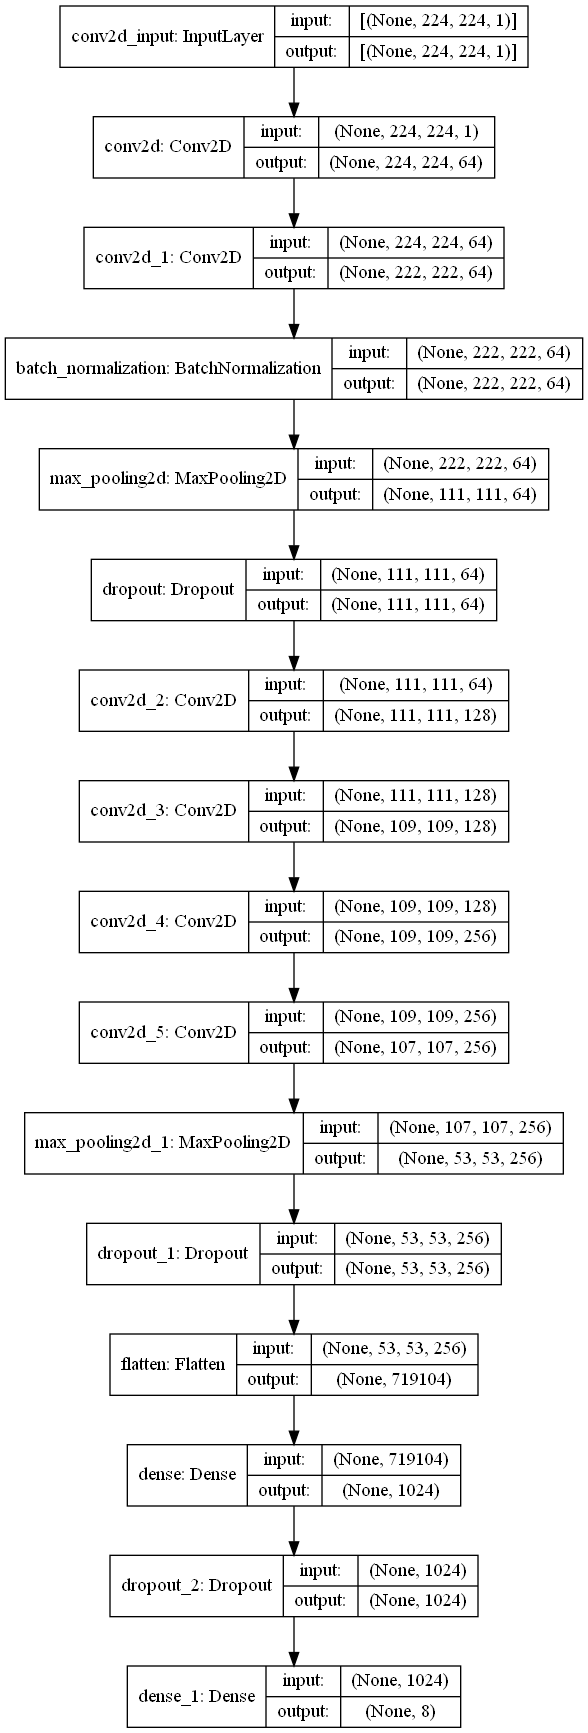 conv2d_input: InputLayer
input: [(None, 224, 224, 1)]
output: [(None, 224, 224, 1)]
conv2d: Conv2D
input: (None, 224, 224, 1)
output: (None, 224, 224, 64)
conv2d_1: Conv2D
input: (None, 224, 224, 64)
output: (None, 222, 222, 64)
batch_normalization: BatchNormalization
input: (None, 222, 222, 64)
output: (None, 222, 222, 64)
max_pooling2d: MaxPooling2D
input: (None, 222, 222, 64)
output: (None, 111, 111, 64)
dropout: Dropout
input: (None, 111, 111, 64)
output: (None, 111, 111, 64)
conv2d_2: Conv2D
input: (None, 111, 111, 64)
output: (None, 111, 111, 128)
conv2d_3: Conv2D
input: (None, 111, 111, 128)
output: (None, 109, 109, 128)
conv2d_4: Conv2D
input: (None, 109, 109, 128)
output: (None, 109, 109, 256)
conv2d_5: Conv2D
input: (None, 109, 109, 256)
output: (None, 107, 107, 256)
max_pooling2d_1: MaxPooling2D
input: (None, 107, 107, 256)
output: (None, 53, 53, 256)
dropout_1: Dropout
input: (None, 53, 53, 256)
output: (None, 53, 53, 256)
flatten: Flatten
input: (None, 53, 53, 256)
output: (None, 719104)
dense: Dense
input: (None, 719104)
output: (None, 1024)
dropout_2: Dropout
input: (None, 1024)
output: (None, 1024)
dense_1: Dense
input: (None, 1024)
output: (None, 8)